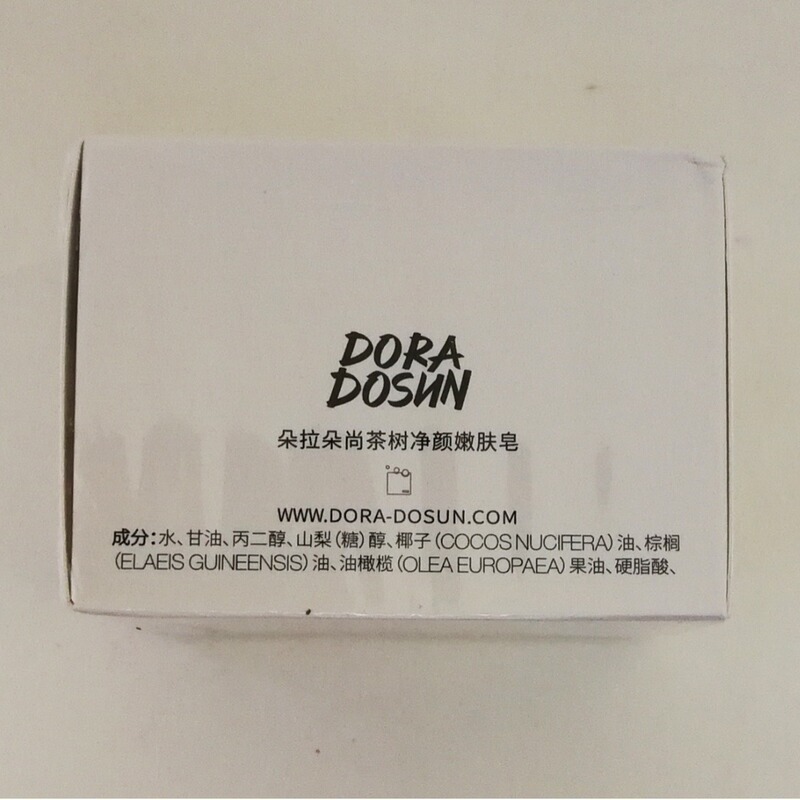 DORA
DOSUN
朵拉朵尚茶树净颜嫩肤皂
WWW.DORA-DOSUN.COM
成分：水、甘油、丙二醇、山梨（糖）醇、椰子（COCOS NUCIFERA）油、棕榈
（ELAEIS GUINEENSIS）油、油橄榄（OLEA EUROPAEA）果油、硬脂酸、